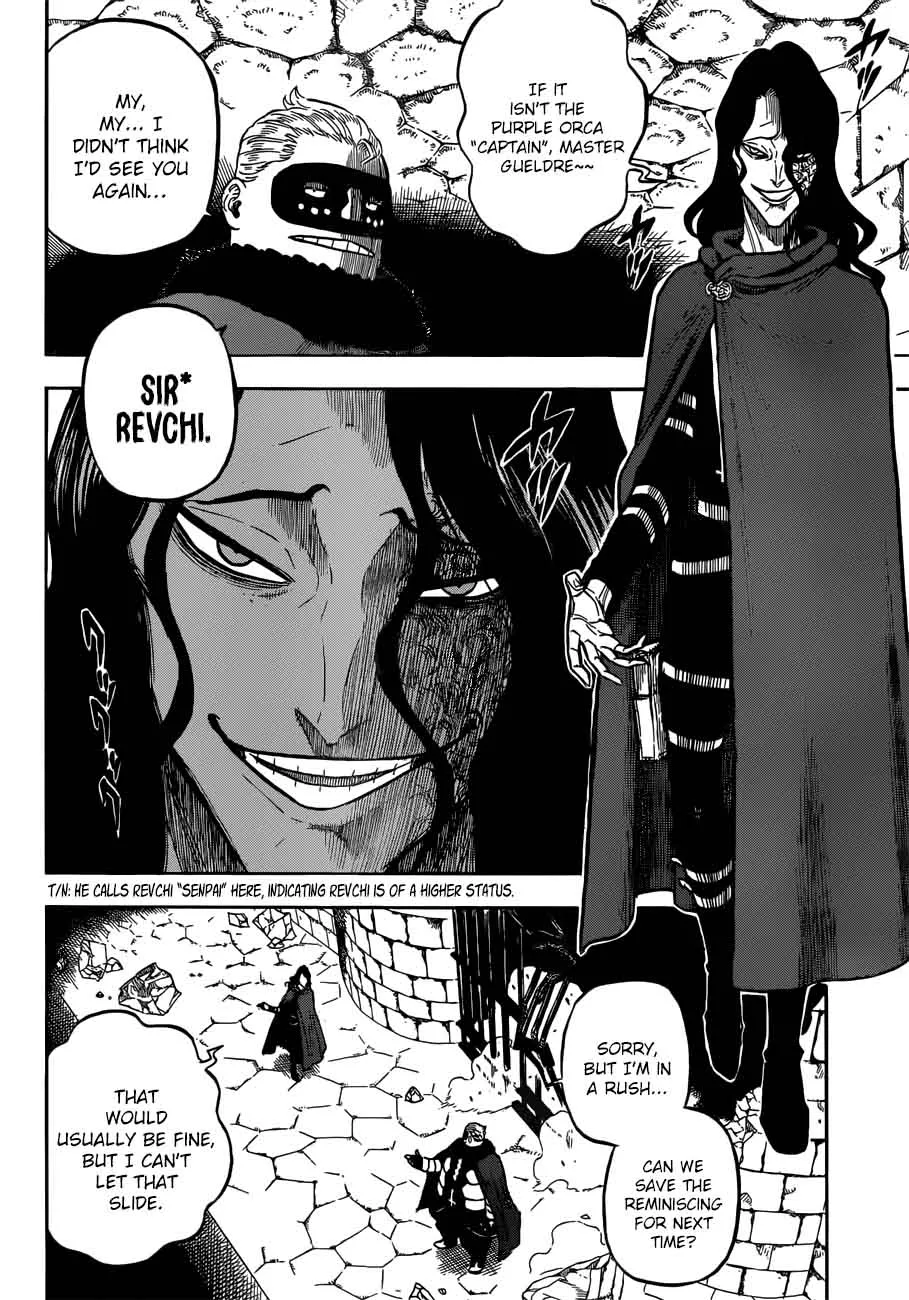 IF IT
ISN'T THE
PURPLE ORCA
"CAPTAIN", MASTER
GUELDRE~~
MY,
MY... I
DIDN'T THINK
I'D SEE YOU
AGAIN...
SIR*
REVCHI.
T/N: HE CALLS REVCHI "SENPAI" HERE, INDICATING REVCHI IS OF A HIGHER STATUS.
SORRY,
BUT I'M IN
A RUSH...
CAN WE
SAVE THE
REMINISCING
FOR NEXT
TIME?
THAT
WOULD
USUALLY BE FINE,
BUT I CAN'T
LET THAT
SLIDE.